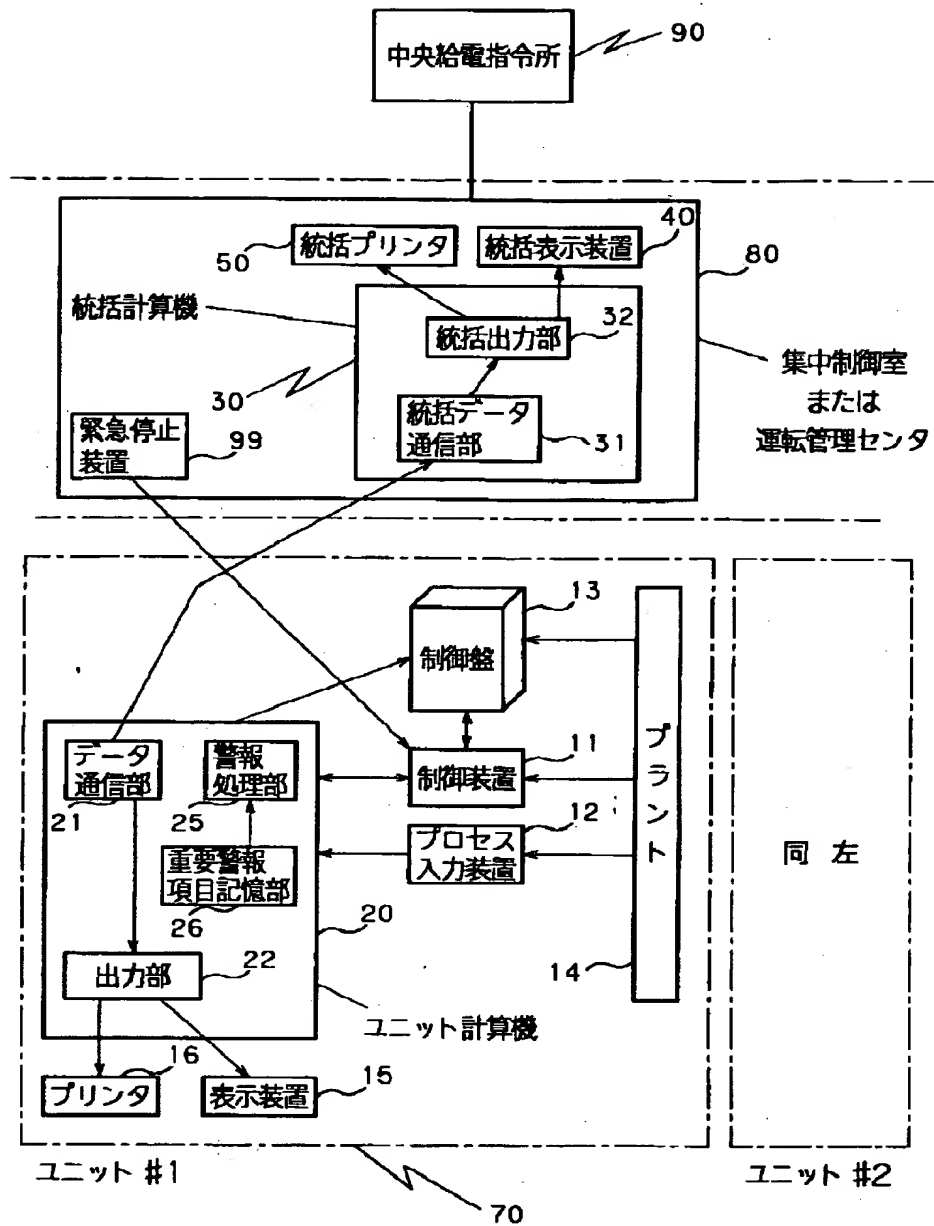 90
中央給電指令所
40
統括プリンタ
統括表示装置
50
80
統括計算機
32
統括出力部
集中制御室
または
運転管理センタ
30
統括データ
通信部
31
緊急停止
装置
99
13
制御盤
プラント
データ
通信部
21
警報
処理部
25
11
制御装置
12
プロセス
入力装置
同 左
重要警報
項目記憶部
26
20
22
出力部
14
ユニット計算機
16
プリンタ
15
表示装置
ユニット #1
ユニット #2
70